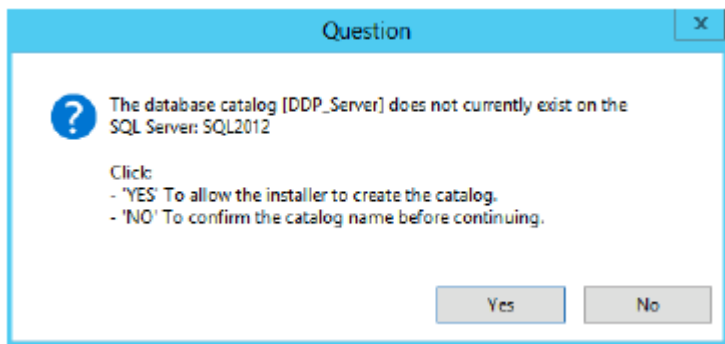 Question
x
?
The database catalog [DDP_Server] does not currently exist on the
SQL Server: SQL2012
Click:
- 'YES' To allow the installer to create the catalog.
- 'NO' To confirm the catalog name before continuing.
Yes
No